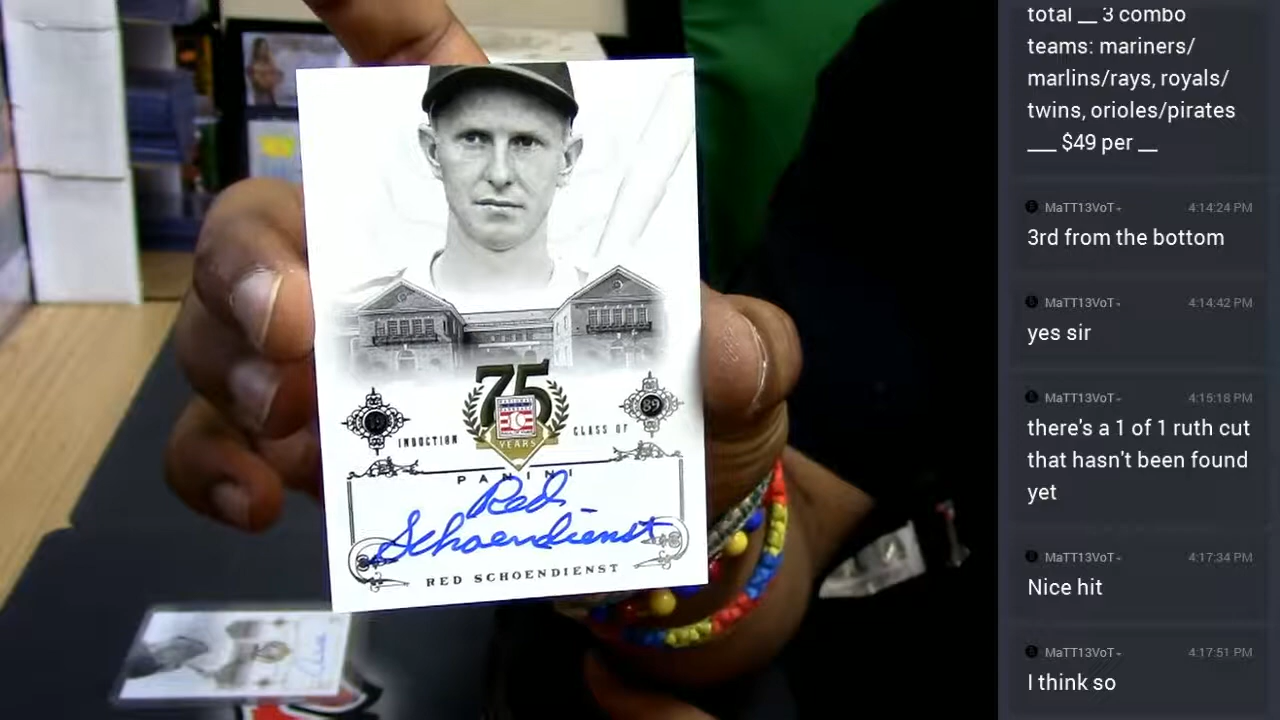 75
YEARS
19
89
INDUCTION
CLASS OF
PANINI
Red
Schoendienst
RED SCHOENDIENST
total __ 3 combo
teams: mariners/
marlins/rays, royals/
twins, orioles/pirates
___ $49 per __
MaTT13VoT 4:14:24 PM
3rd from the bottom
MaTT13VoT 4:14:42 PM
yes sir
MaTT13VoT 4:15:18 PM
there's a 1 of 1 ruth cut
that hasn't been found
yet
MaTT13VoT 4:17:34 PM
Nice hit
MaTT13VoT 4:17:51 PM
I think so